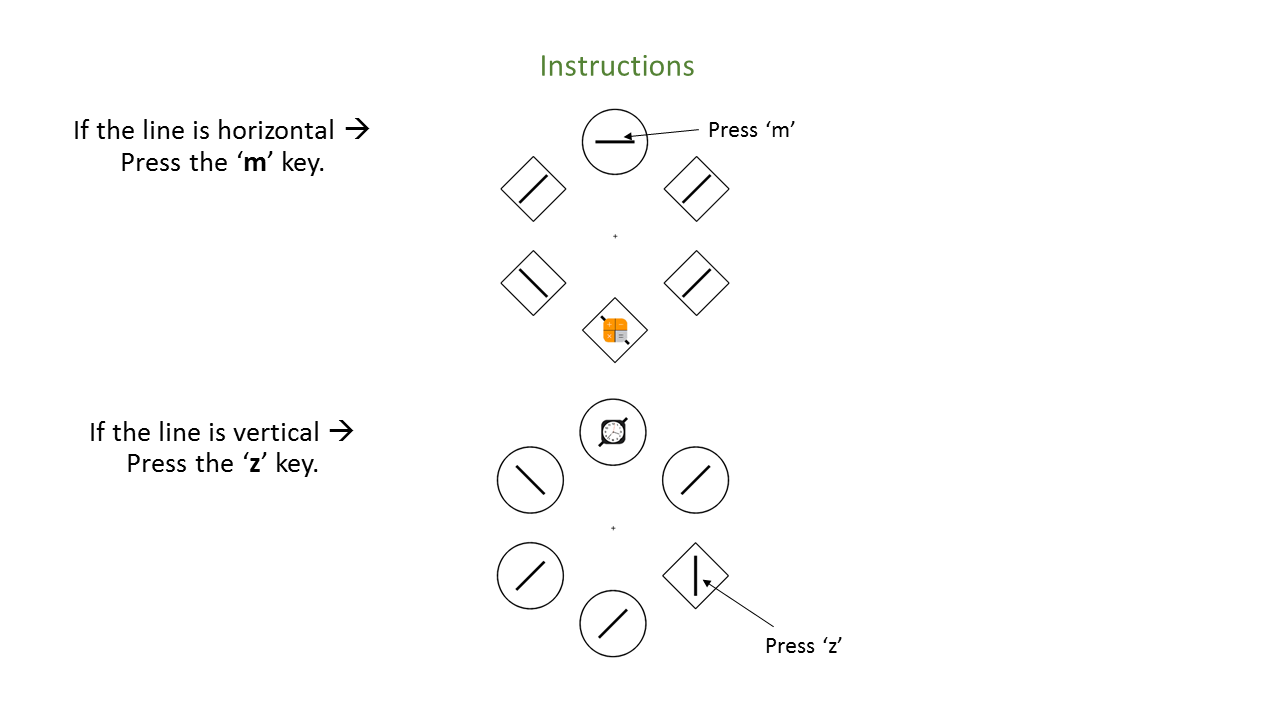 Instructions
If the line is horizontal →
Press the ‘m’ key.
Press ‘m’
+
If the line is vertical →
Press the ‘z’ key.
+
Press ‘z’